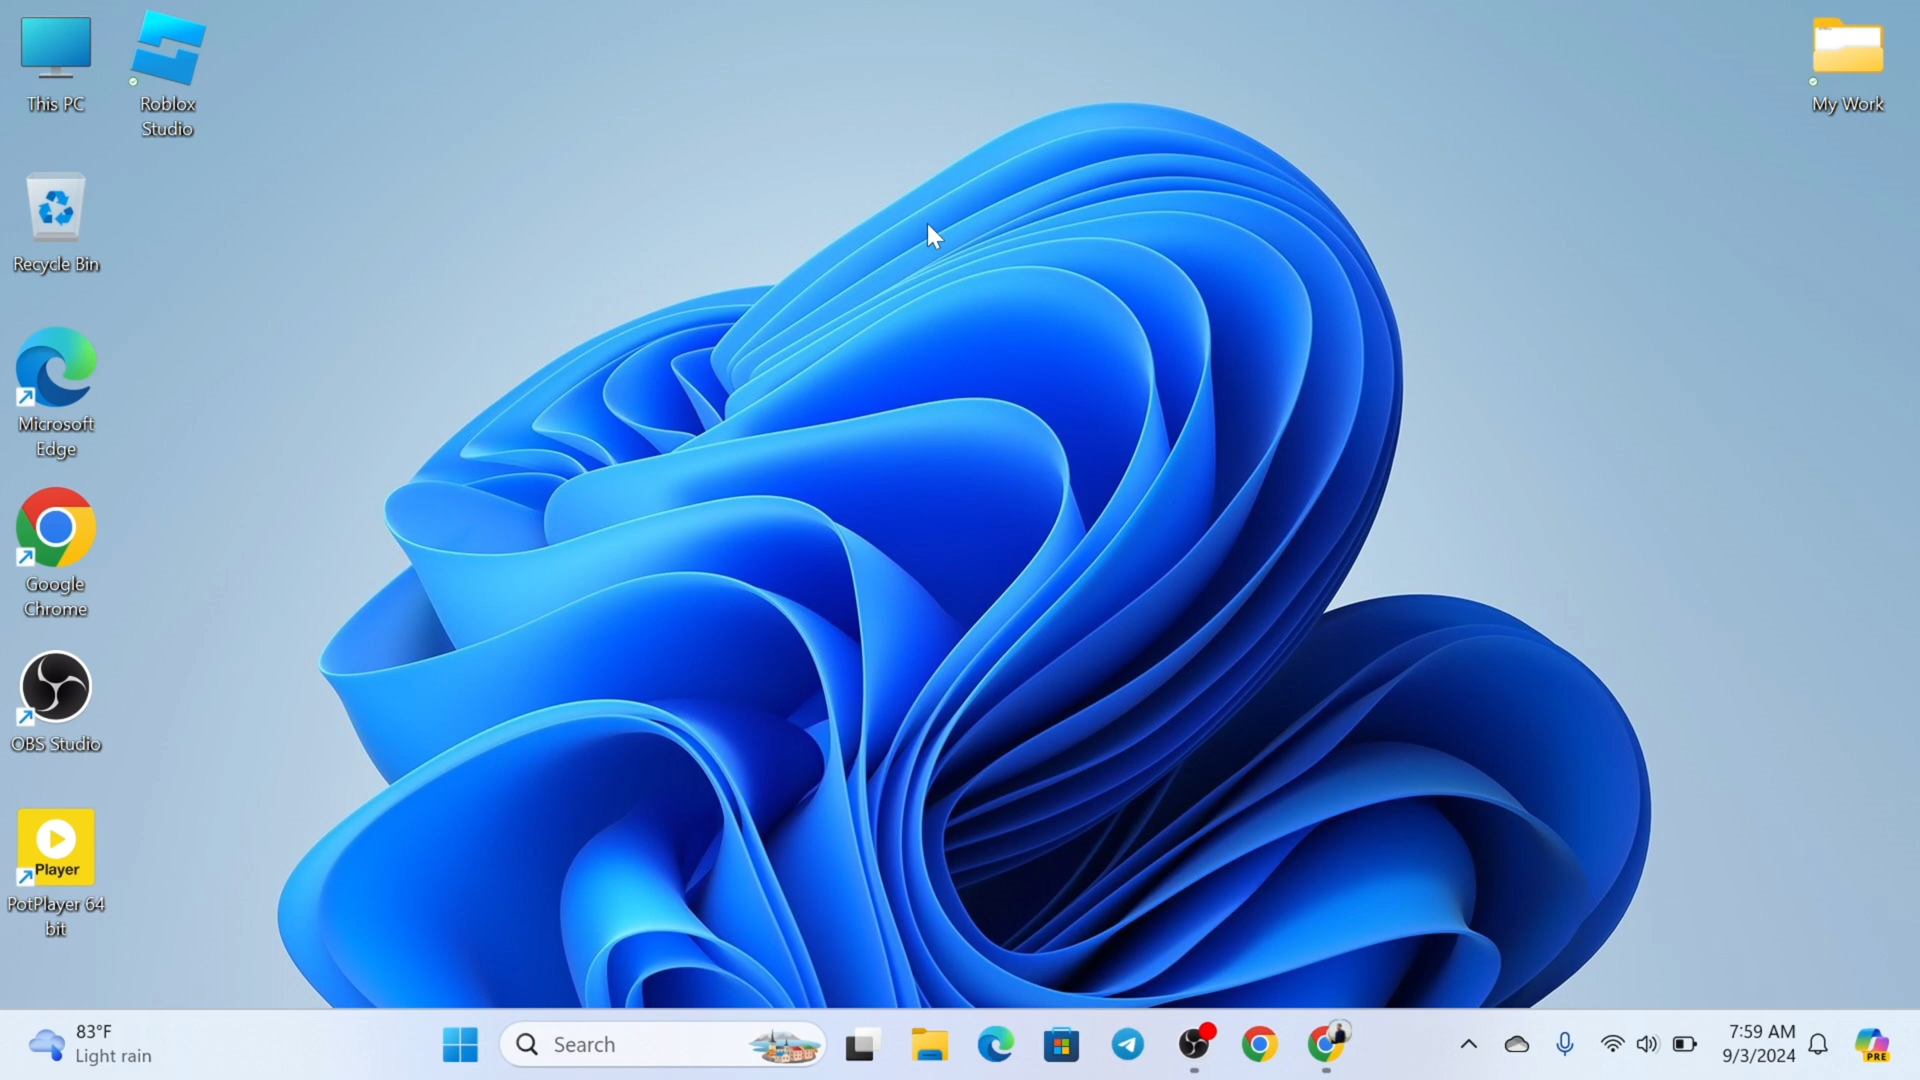 This PC
Roblox
Studio
My Work
Recycle Bin
Microsoft
Edge
Google
Chrome
OBS Studio
Player
PotPlayer 64
bit
83°F
Light rain
Search
7:59 AM
9/3/2024
PRE